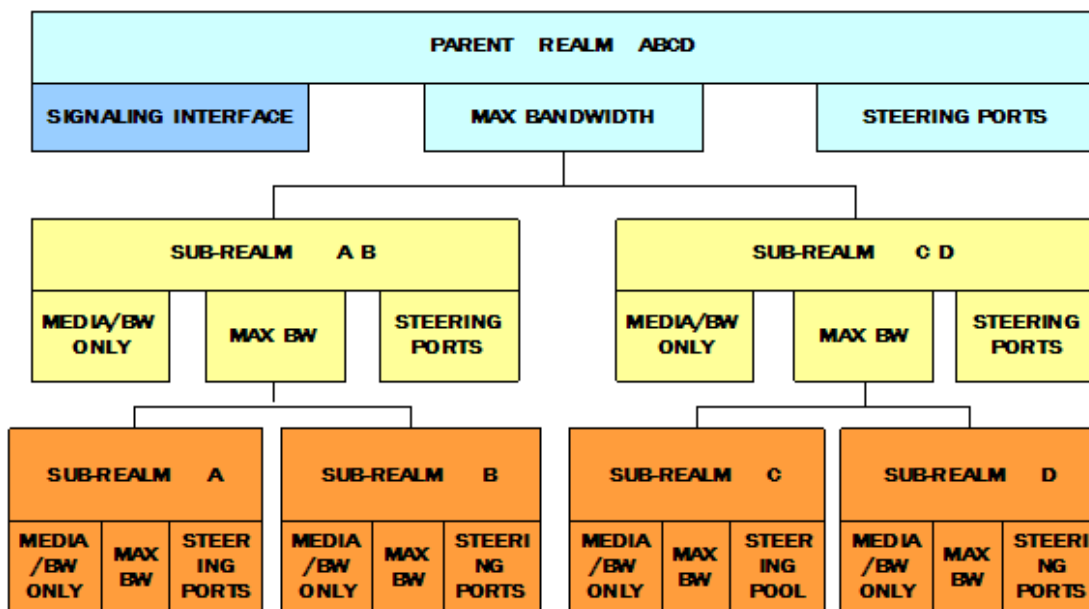 PARENT REALM ABCD
SIGNALING INTERFACE
MAX BANDWIDTH
STEERING PORTS
SUB-REALM A B
SUB-REALM C D
MEDIA/BW
ONLY
MAX BW
STEERING
PORTS
MEDIA/BW
ONLY
MAX BW
STEERING
PORTS
SUB-REALM A
SUB-REALM B
SUB-REALM C
SUB-REALM D
MEDIA
/BW
ONLY
MAX
BW
STEER
ING
PORTS
MEDIA
/BW
ONLY
MAX
BW
STEERI
NG
PORTS
MEDIA
/BW
ONLY
MAX
BW
STEER
ING
POOL
MEDIA
/BW
ONLY
MAX
BW
STEERI
NG
PORTS